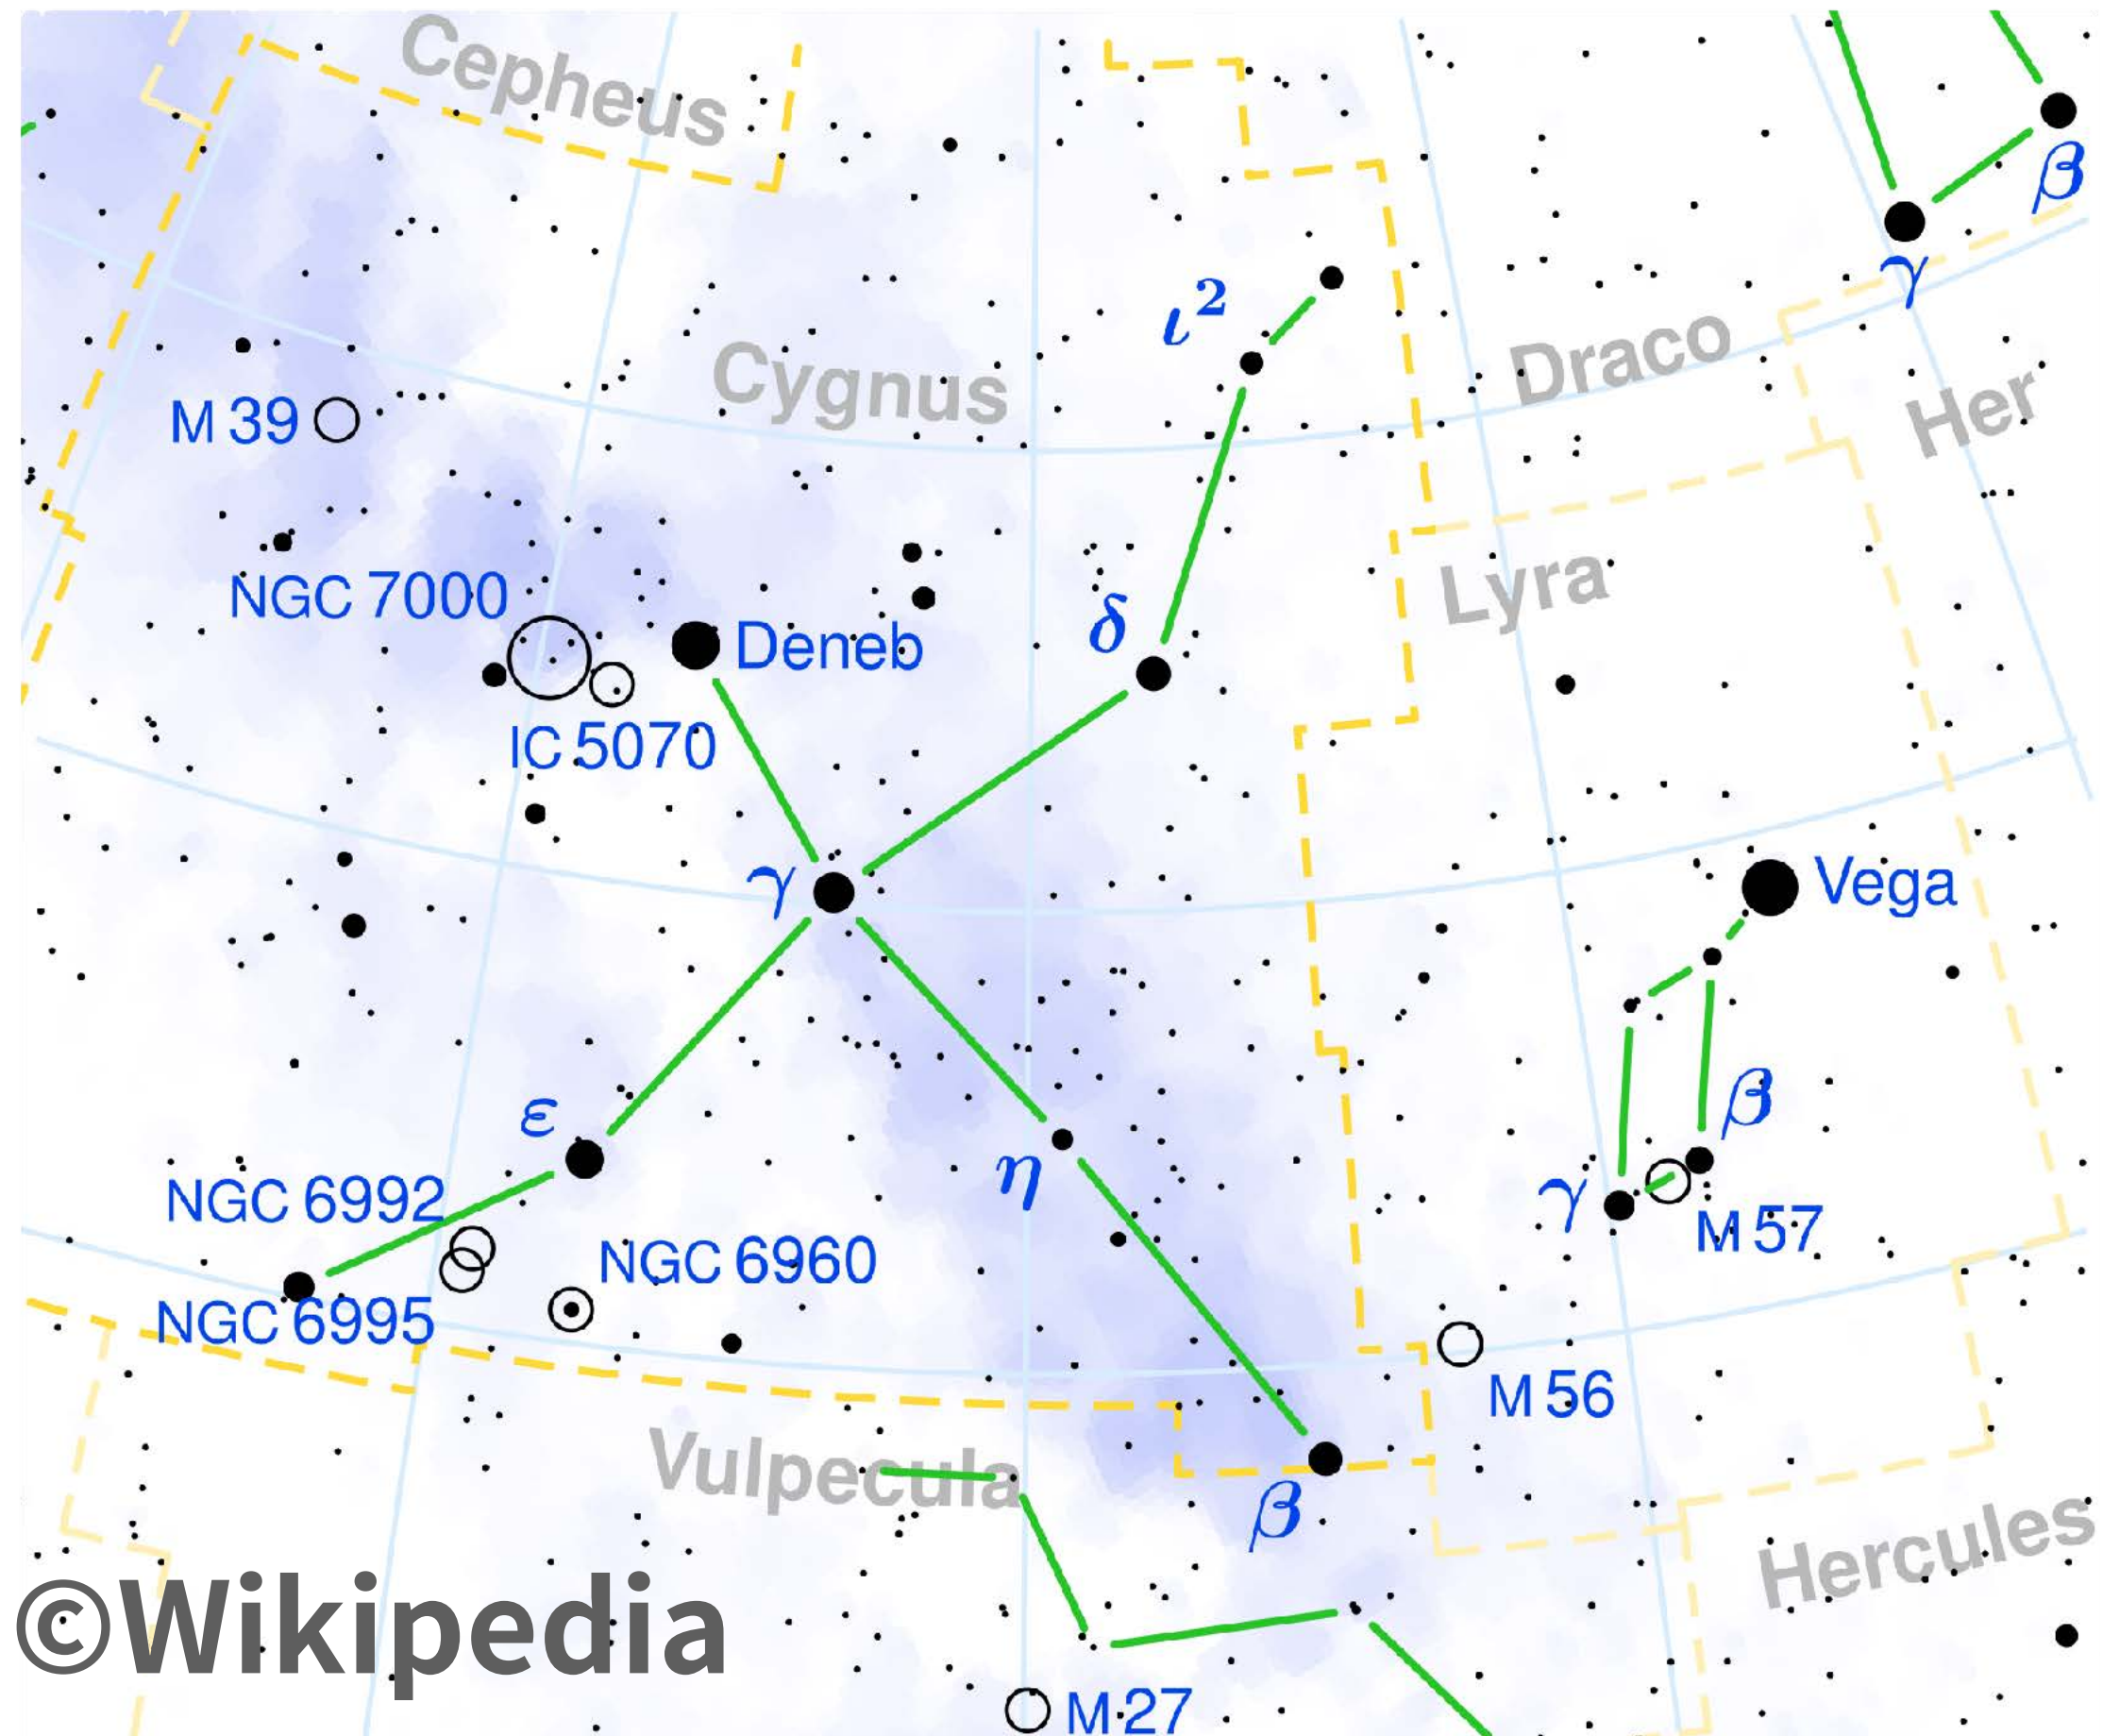 Cepheus
β
γ
ι²
Draco
Her
Cygnus
M 39
Lyra
NGC 7000
δ
Deneb
IC 5070
γ
Vega
ε
β
η
NGC 6992
γ
M 57
NGC 6960
NGC 6995
M 56
Vulpecula
β
Hercules
©Wikipedia
M 27